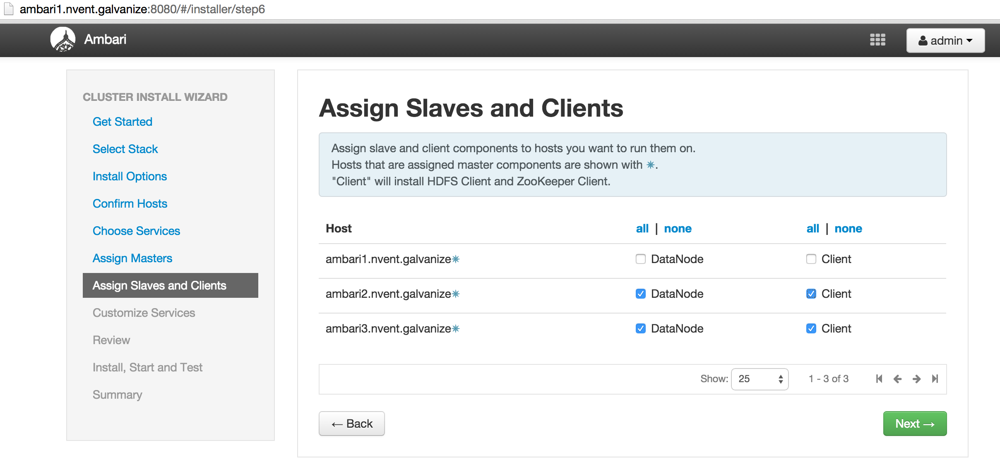 ambari1.nvent.galvanize:8080/#/installer/step6
Ambari
admin
CLUSTER INSTALL WIZARD
Get Started
Select Stack
Install Options
Confirm Hosts
Choose Services
Assign Masters
Assign Slaves and Clients
Customize Services
Review
Install, Start and Test
Summary
Assign Slaves and Clients
Assign slave and client components to hosts you want to run them on.
Hosts that are assigned master components are shown with ✳.
"Client" will install HDFS Client and ZooKeeper Client.
Host all | none all | none
ambari1.nvent.galvanize✳ DataNode Client
ambari2.nvent.galvanize✳ DataNode Client
ambari3.nvent.galvanize✳ DataNode Client
Show: 25 1 - 3 of 3
← Back
Next →